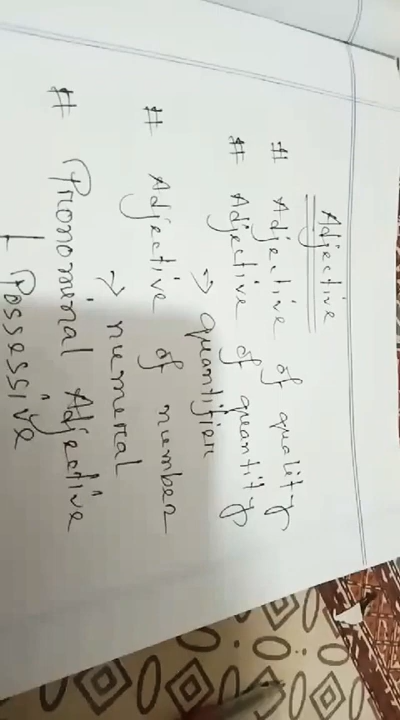 Adjective
# Adjective of quality
# Adjective of quantity
→ quantifier
# Adjective of number
→ numeral
# Pronominal Adjective
Possessive